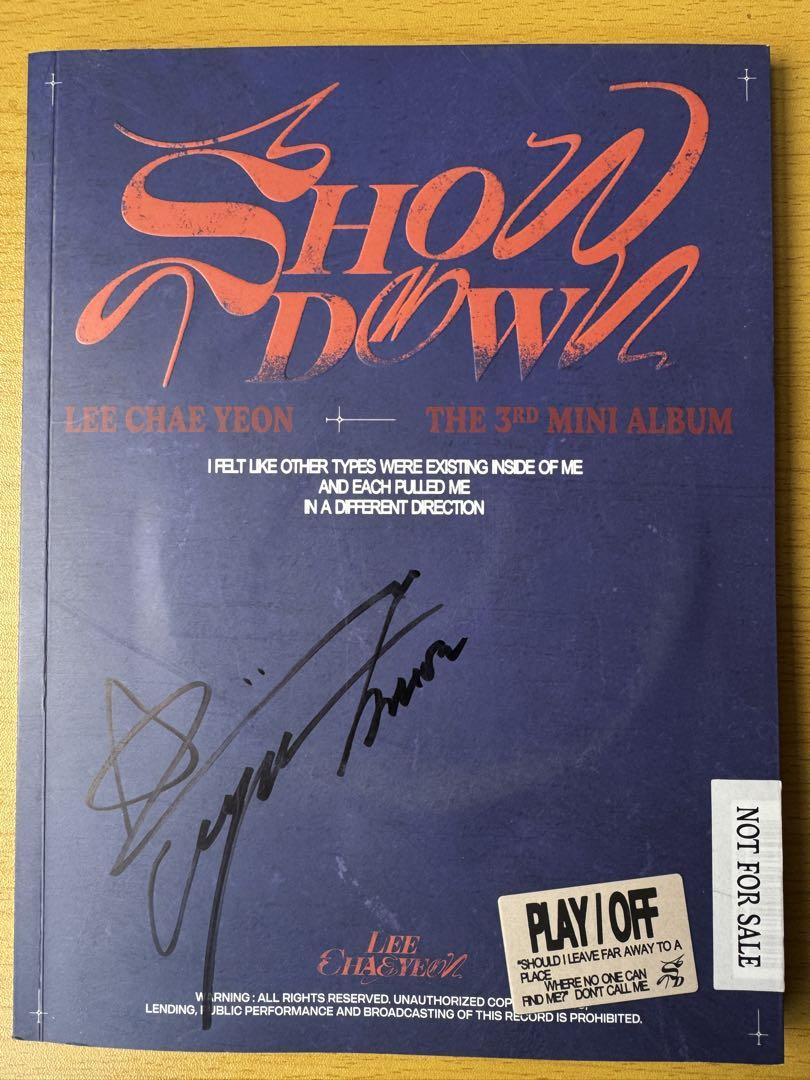 SHOW
DOWN
LEE CHAE YEON
THE 3RD MINI ALBUM
I FELT LIKE OTHER TYPES WERE EXISTING INSIDE OF ME
AND EACH PULLED ME
IN A DIFFERENT DIRECTION
NOT FOR SALE
PLAY / OFF
"SHOULD I LEAVE FAR AWAY TO A
PLACE
WHERE NO ONE CAN
FIND ME?" DON'T CALL ME.
SD
LEE
CHAEYEON
WARNING : ALL RIGHTS RESERVED. UNAUTHORIZED
LENDING, PUBLIC PERFORMANCE AND BROADCASTING OF THIS RECORD IS PROHIBITED.